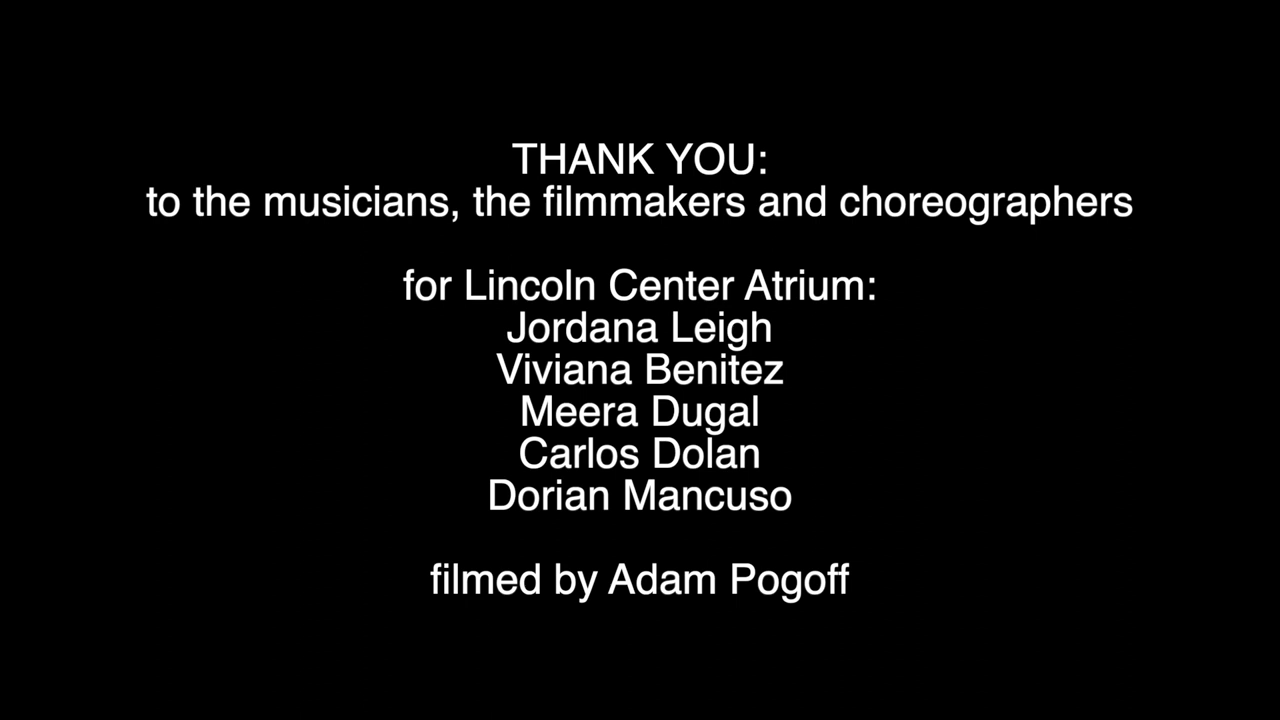 THANK YOU:
to the musicians, the filmmakers and choreographers
for Lincoln Center Atrium:
Jordana Leigh
Viviana Benitez
Meera Dugal
Carlos Dolan
Dorian Mancuso
filmed by Adam Pogoff